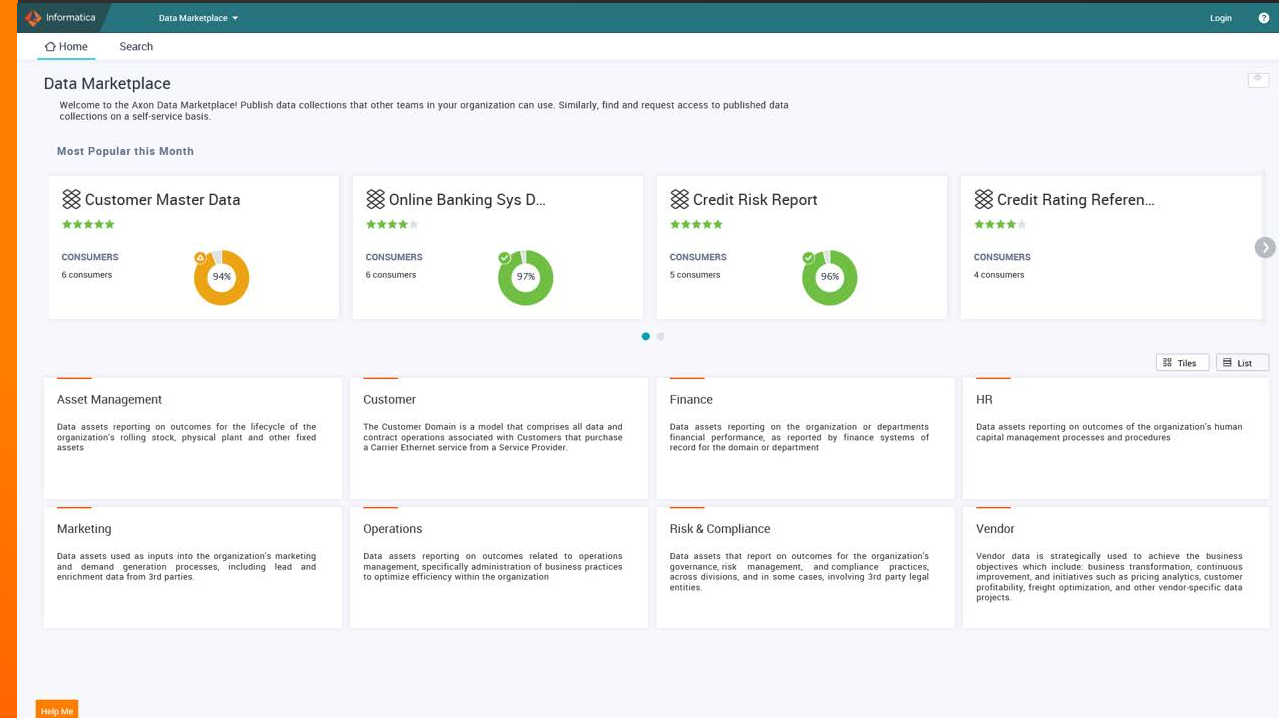 Informatica
Data Marketplace
Login
?
Home
Search
Data Marketplace
Welcome to the Axon Data Marketplace! Publish data collections that other teams in your organization can use. Similarly, find and request access to published data
collections on a self-service basis.
Most Popular this Month
Customer Master Data
CONSUMERS
6 consumers
94%
Online Banking Sys D...
CONSUMERS
6 consumers
97%
Credit Risk Report
CONSUMERS
5 consumers
96%
Credit Rating Referen...
CONSUMERS
4 consumers
Tiles
List
Asset Management
Data assets reporting on outcomes for the lifecycle of the
organization's rolling stock, physical plant and other fixed
assets
Customer
The Customer Domain is a model that comprises all data and
contract operations associated with Customers that purchase
a Carrier Ethernet service from a Service Provider.
Finance
Data assets reporting on the organization or departments
financial performance, as reported by finance systems of
record for the domain or department
HR
Data assets reporting on outcomes of the organization's human
capital management processes and procedures
Marketing
Data assets used as inputs into the organization's marketing
and demand generation processes, including lead and
enrichment data from 3rd parties.
Operations
Data assets reporting on outcomes related to operations
management, specifically administration of business practices
to optimize efficiency within the organization
Risk & Compliance
Data assets that report on outcomes for the organization's
governance, risk management, and compliance practices,
across divisions, and in some cases, involving 3rd party legal
entities.
Vendor
Vendor data is strategically used to achieve the business
objectives which include: business transformation, continuous
improvement, and initiatives such as pricing analytics, customer
profitability, freight optimization, and other vendor-specific data
projects.
Help Me